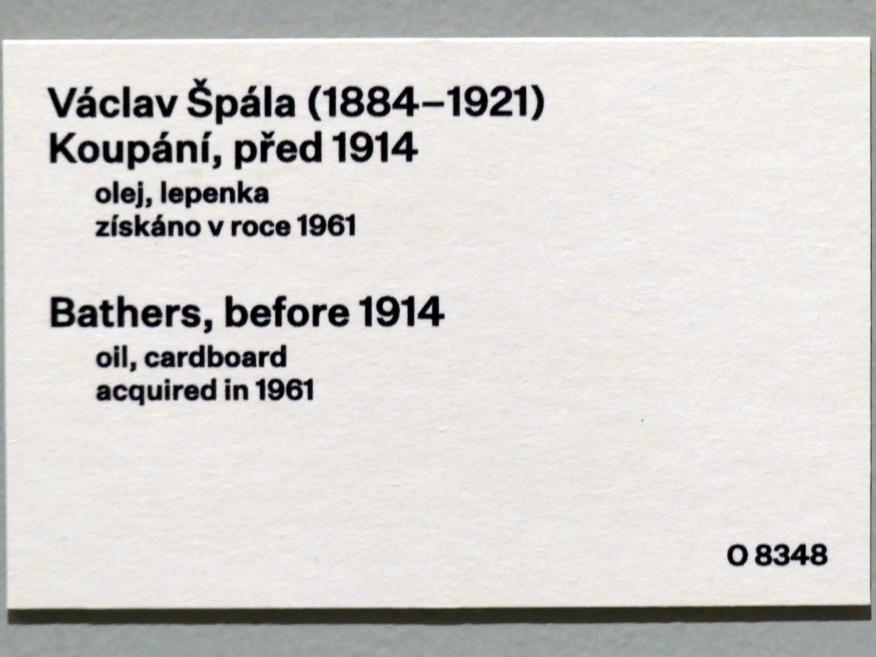 Václav Špála (1884–1921)
Koupání, před 1914
olej, lepenka
získáno v roce 1961
Bathers, before 1914
oil, cardboard
acquired in 1961
O 8348